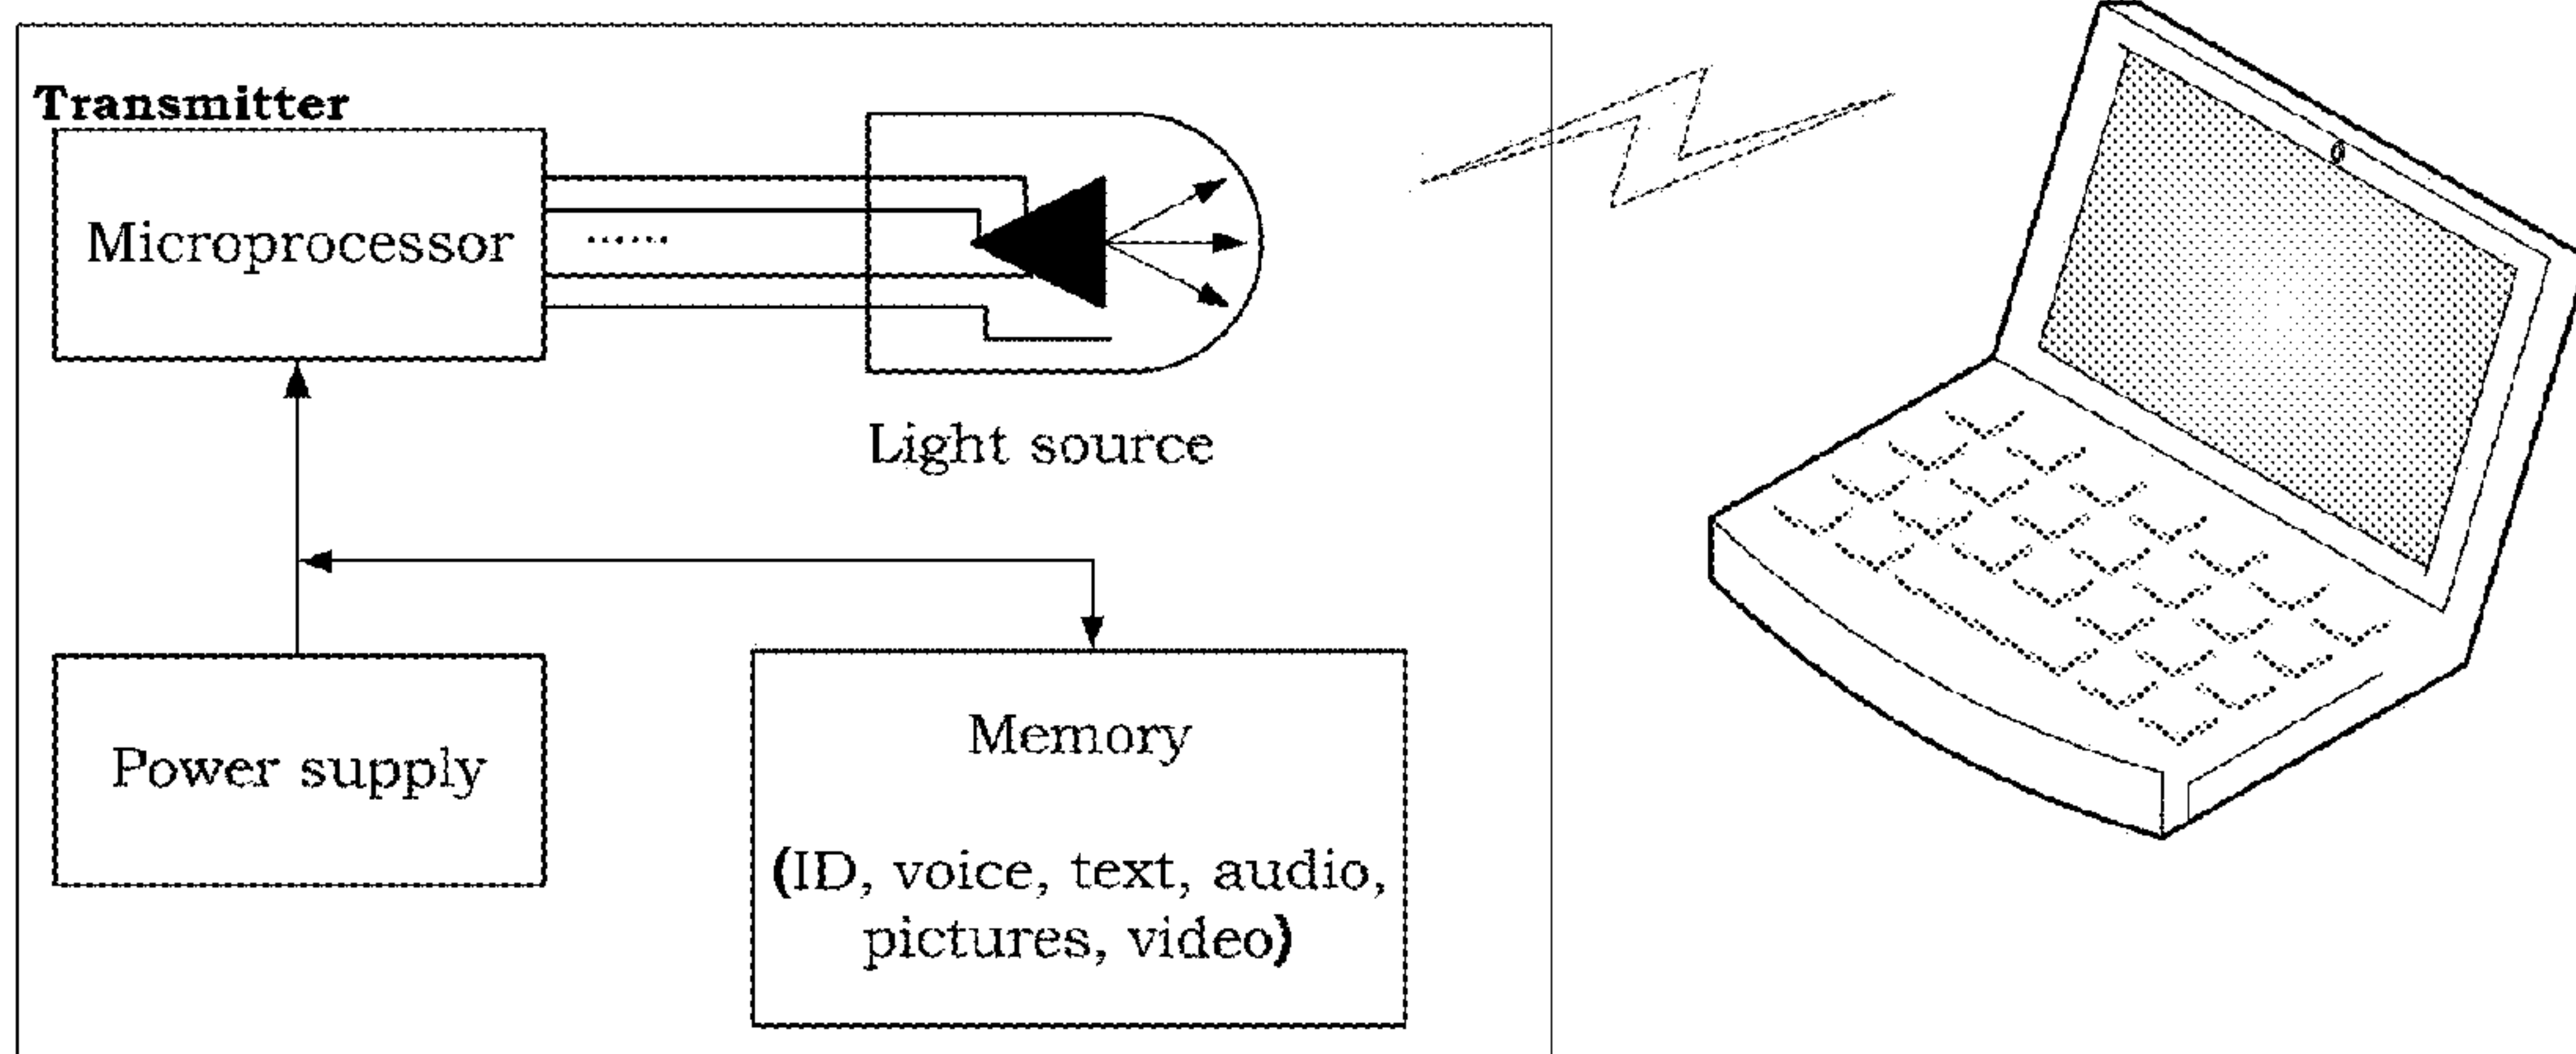 Transmitter
Microprocessor
Light source
Power supply
Memory
(ID, voice, text, audio,
pictures, video)